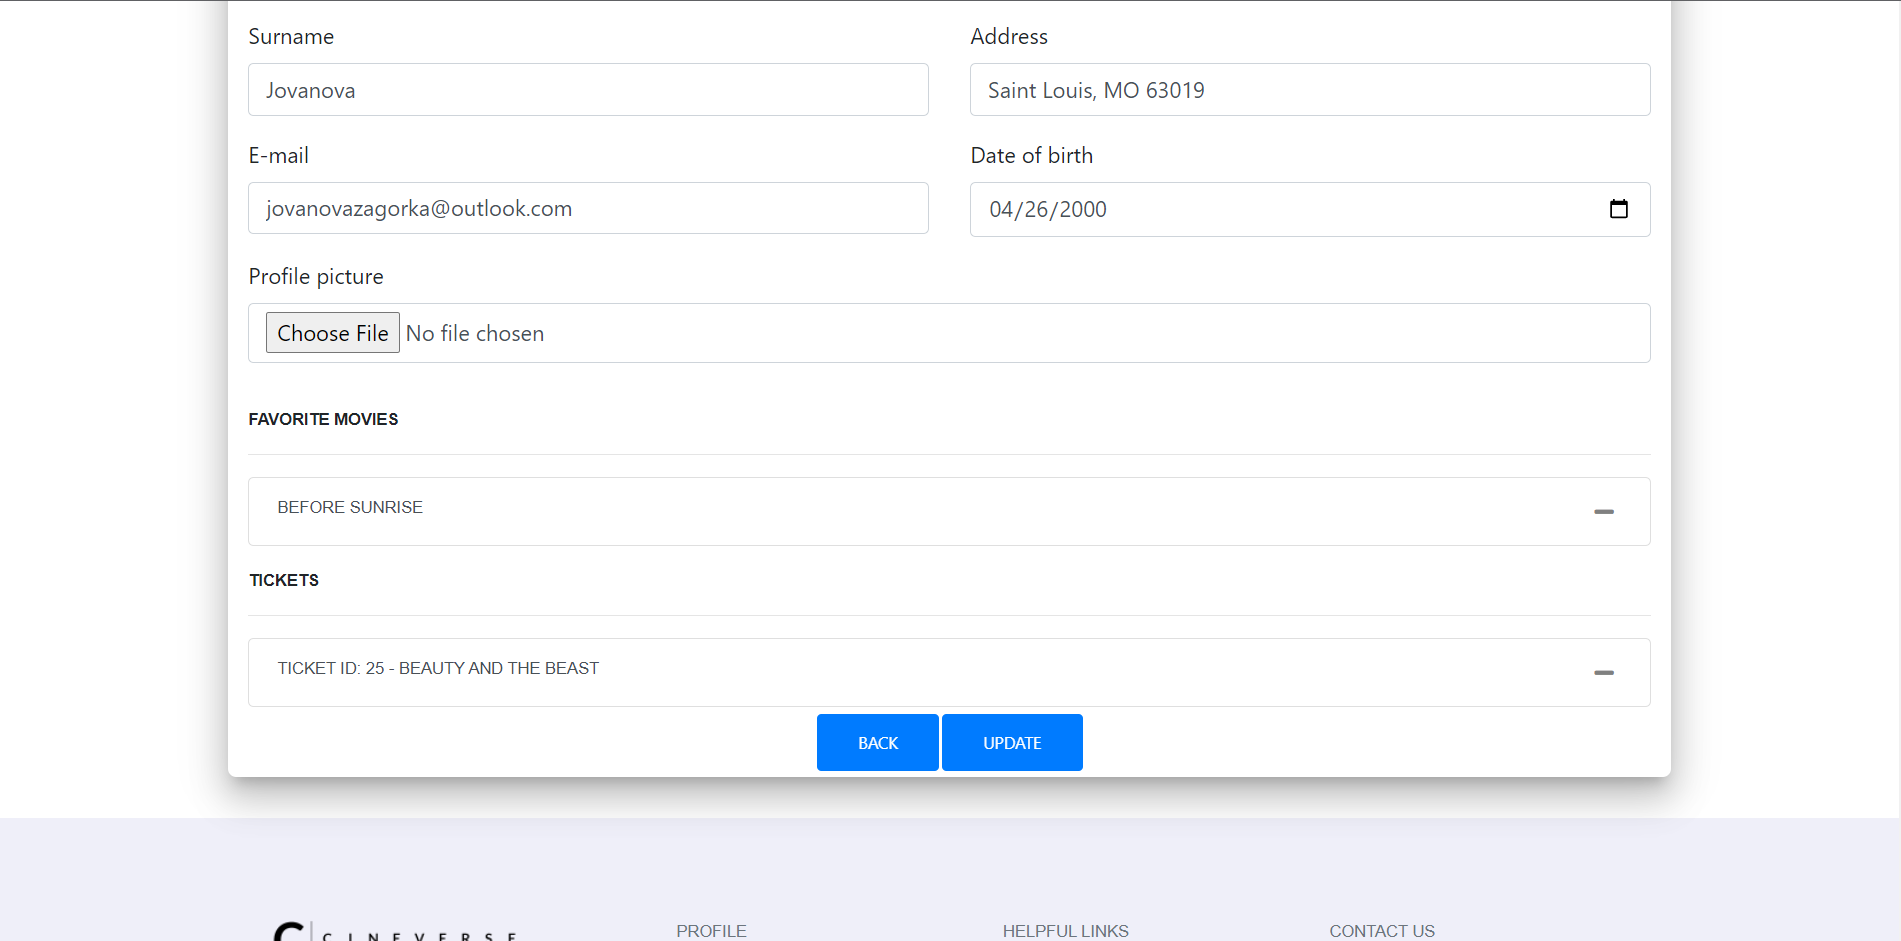 Surname
Address
Jovanova
Saint Louis, MO 63019
E-mail
Date of birth
jovanovazagorka@outlook.com
04/26/2000
Profile picture
Choose File No file chosen
FAVORITE MOVIES
BEFORE SUNRISE
TICKETS
TICKET ID: 25 - BEAUTY AND THE BEAST
BACK
UPDATE
C CINEVERSE
PROFILE
HELPFUL LINKS
CONTACT US